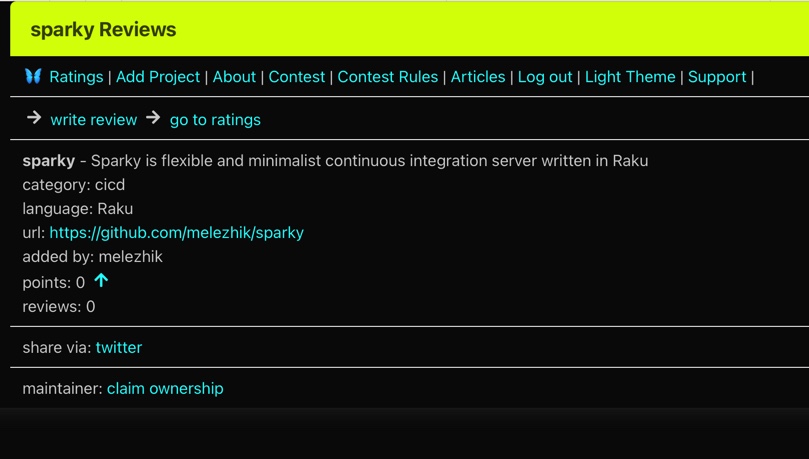 sparky Reviews
Ratings | Add Project | About | Contest | Contest Rules | Articles | Log out | Light Theme | Support |
→ write review → go to ratings
sparky - Sparky is flexible and minimalist continuous integration server written in Raku
category: cicd
language: Raku
url: https://github.com/melezhik/sparky
added by: melezhik
points: 0 ↑
reviews: 0
share via: twitter
maintainer: claim ownership